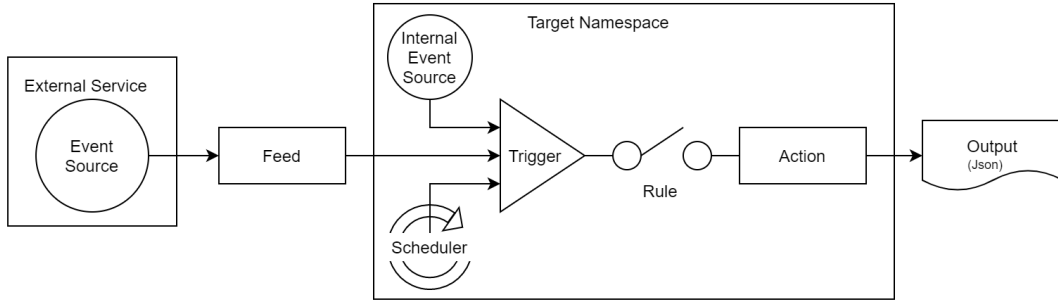 Target Namespace
External Service
Event
Source
Feed
Internal
Event
Source
Scheduler
Trigger
Rule
Action
Output
(Json)